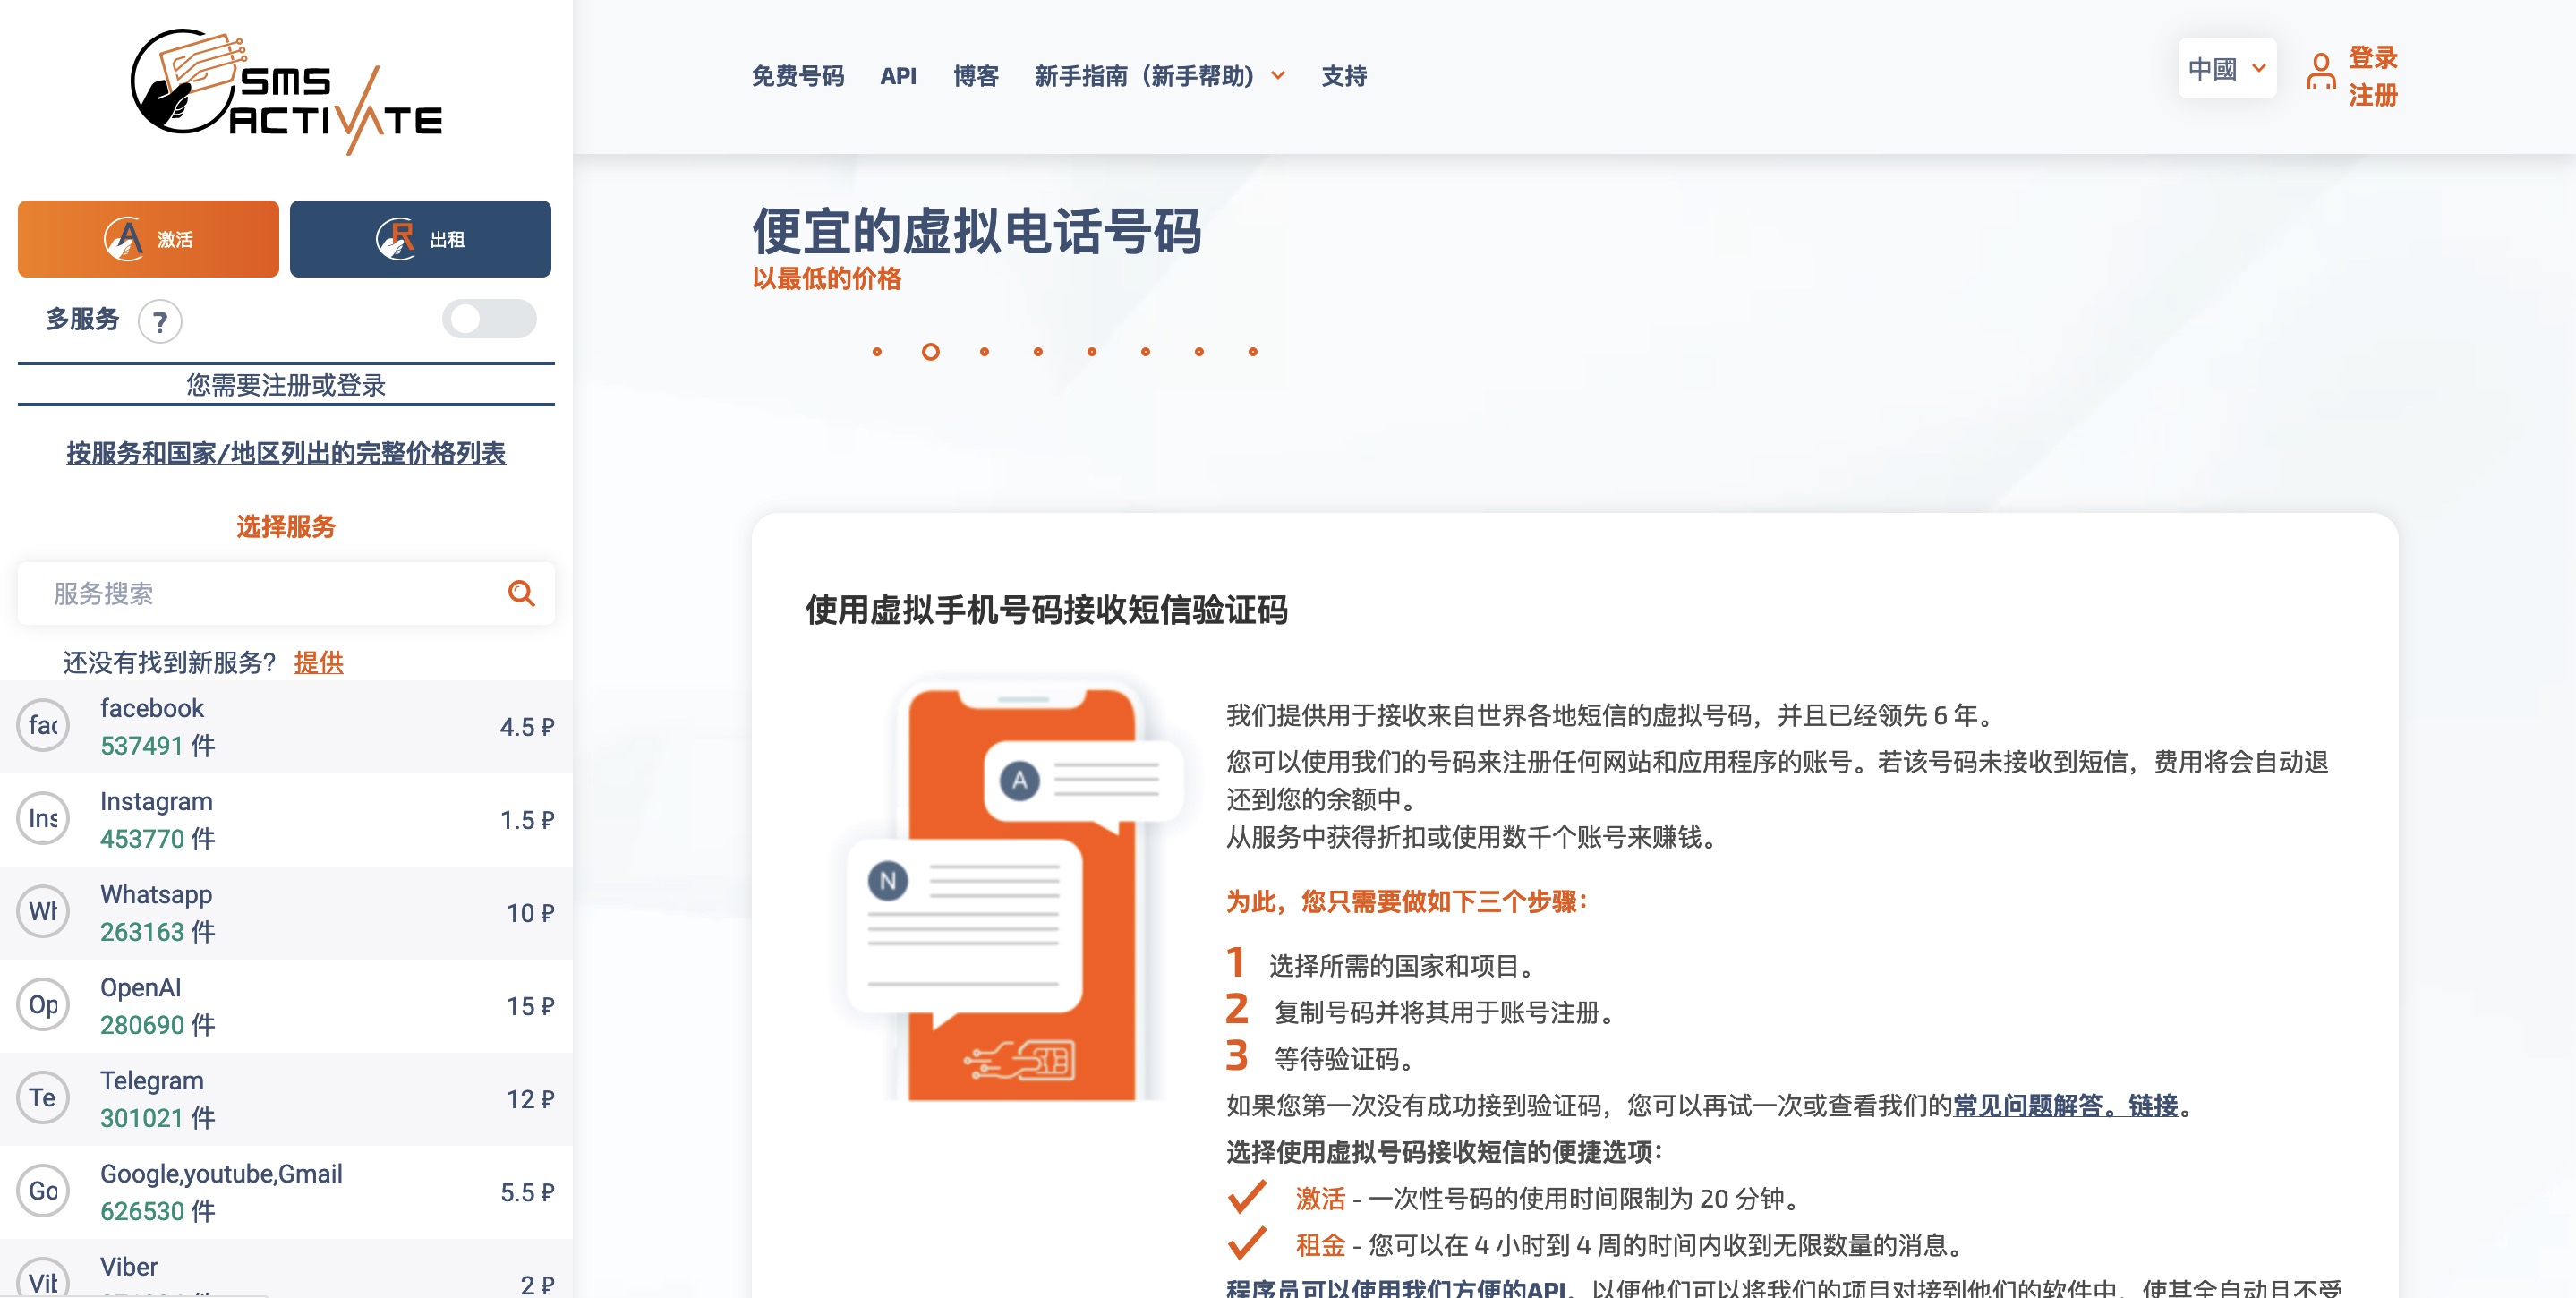 SMS
ACTIVATE
免费号码
API
博客
新手指南（新手帮助）
支持
中國
登录
注册
A 激活
R 出租
多服务 ?
您需要注册或登录
按服务和国家/地区列出的完整价格列表
选择服务
服务搜索
还没有找到新服务？ 提供
fac
facebook
537491 件
4.5 ₽
Ins
Instagram
453770 件
1.5 ₽
Wh
Whatsapp
263163 件
10 ₽
Op
OpenAI
280690 件
15 ₽
Te
Telegram
301021 件
12 ₽
Go
Google,youtube,Gmail
626530 件
5.5 ₽
Vib
Viber
2 ₽
便宜的虚拟电话号码
以最低的价格
使用虚拟手机号码接收短信验证码
A
N
我们提供用于接收来自世界各地短信的虚拟号码，并且已经领先 6 年。
您可以使用我们的号码来注册任何网站和应用程序的账号。若该号码未接收到短信，费用将会自动退
还到您的余额中。
从服务中获得折扣或使用数千个账号来赚钱。
为此，您只需要做如下三个步骤：
1 选择所需的国家和项目。
2 复制号码并将其用于账号注册。
3 等待验证码。
如果您第一次没有成功接到验证码，您可以再试一次或查看我们的常见问题解答。链接。
选择使用虚拟号码接收短信的便捷选项：
激活 - 一次性号码的使用时间限制为 20 分钟。
租金 - 您可以在 4 小时到 4 周的时间内收到无限数量的消息。
程序员可以使用我们方便的API，以便他们可以将我们的项目对接到他们的软件中，使其全自动且不受